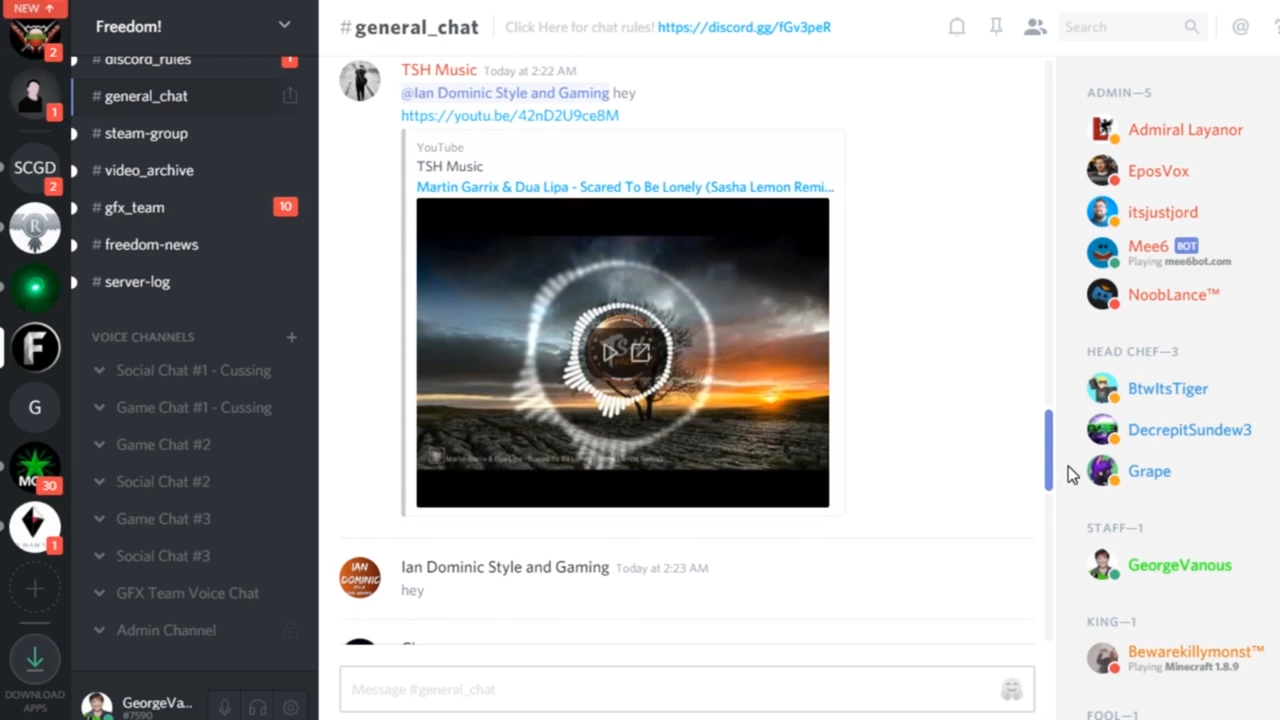 NEW ↑
2
1
SCGD
2
R
F
G
30
1
DOWNLOAD
APPS
Freedom!
# discord_rules
1
# general_chat
# steam-group
# video_archive
# gfx_team
10
# freedom-news
# server-log
VOICE CHANNELS
Social Chat #1 - Cussing
Game Chat #1 - Cussing
Game Chat #2
Social Chat #2
Game Chat #3
Social Chat #3
GFX Team Voice Chat
Admin Channel
GeorgeVa...
#7590
#general_chat
Click Here for chat rules! https://discord.gg/fGv3peR
Search
@
TSH Music Today at 2:22 AM
@Ian Dominic Style and Gaming hey
https://youtu.be/42nD2U9ce8M
YouTube
TSH Music
Martin Garrix & Dua Lipa - Scared To Be Lonely (Sasha Lemon Remi...
IAN
DOMINIC
Ian Dominic Style and Gaming Today at 2:23 AM
hey
Message #general_chat
ADMIN—5
Admiral Layanor
EposVox
itsjustjord
Mee6 BOT
Playing mee6bot.com
NoobLance™
HEAD CHEF—3
BtwItsTiger
DecrepitSundew3
Grape
STAFF—1
GeorgeVanous
KING—1
Bewarekillymonst™
Playing Minecraft 1.8.9
FOOL—1